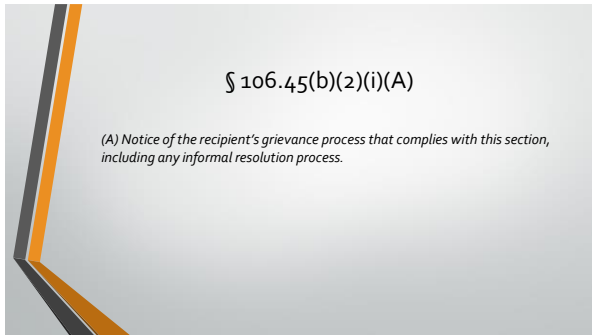 § 106.45(b)(2)(i)(A)
(A) Notice of the recipient’s grievance process that complies with this section,
including any informal resolution process.